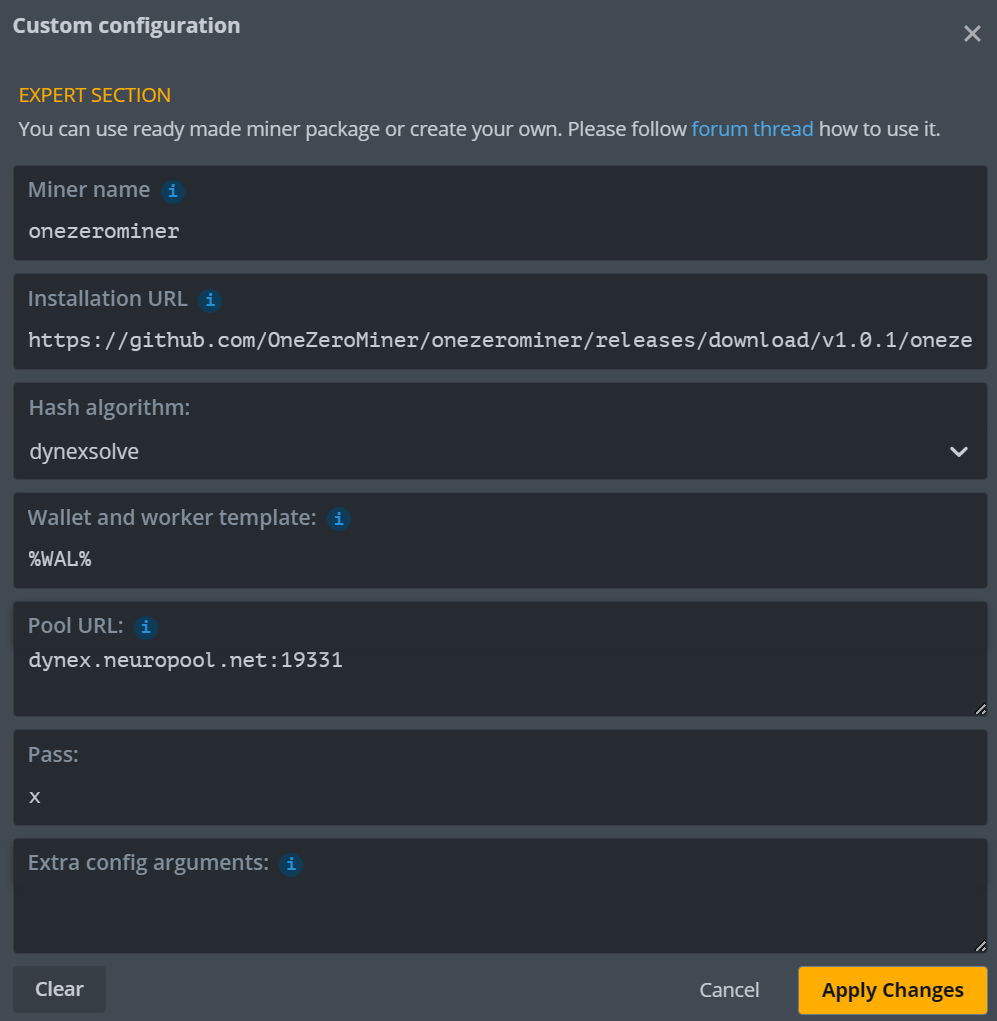 Custom configuration
EXPERT SECTION
You can use ready made miner package or create your own. Please follow forum thread how to use it.
Miner name i
onezerominer
Installation URL i
https://github.com/OneZeroMiner/onezerominer/releases/download/v1.0.1/oneze
Hash algorithm:
dynexsolve
Wallet and worker template: i
%WAL%
Pool URL: i
dynex.neuropool.net:19331
Pass:
x
Extra config arguments: i
Clear Cancel Apply Changes